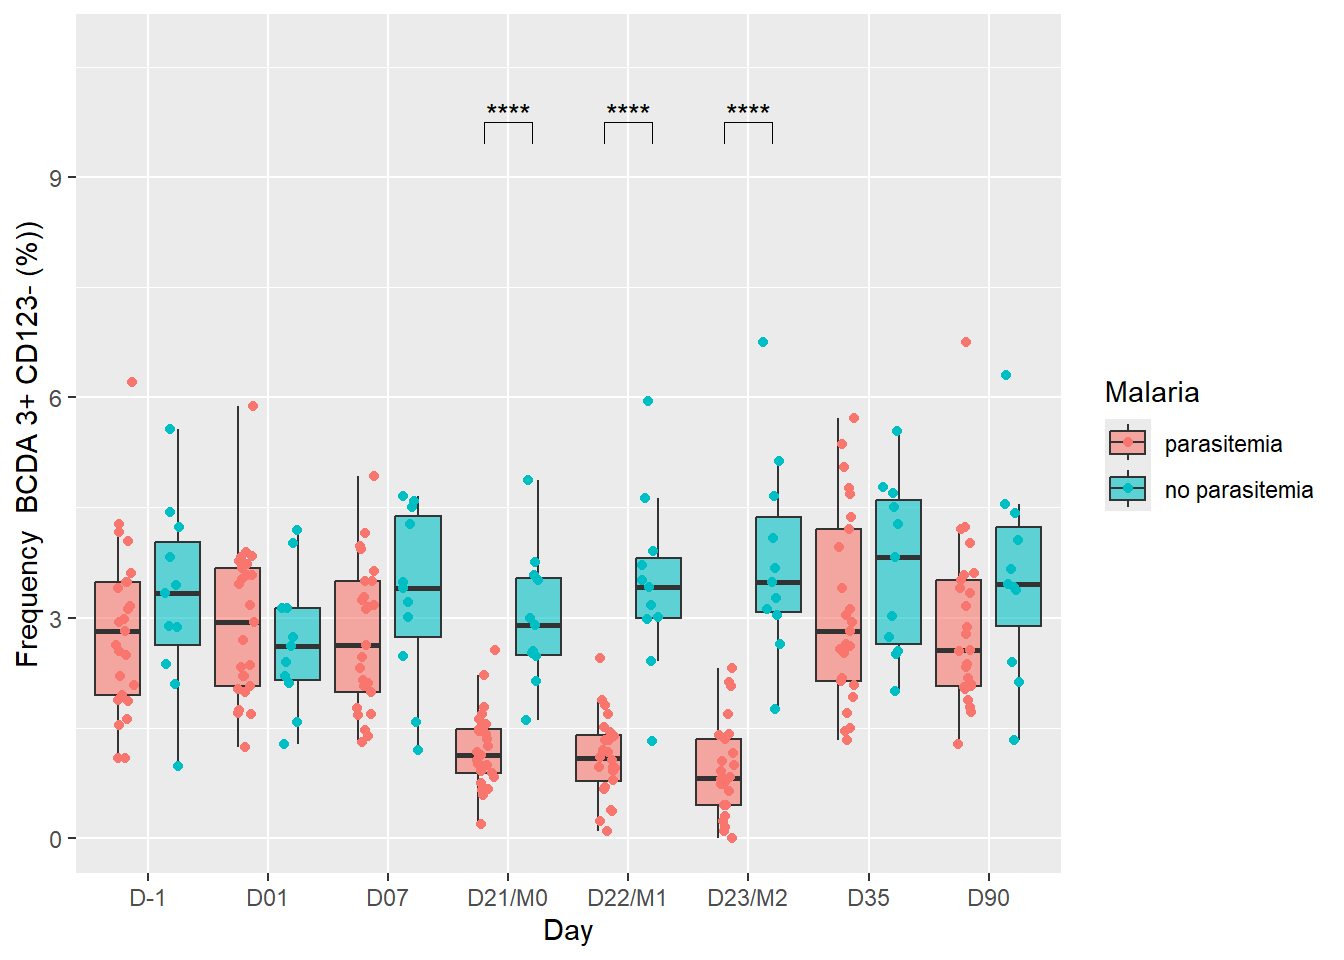 **** **** ****
9
6
3
0
Frequency  BCDA 3+ CD123- (%))
D-1 D01 D07 D21/M0 D22/M1 D23/M2 D35 D90
Day
Malaria
parasitemia
no parasitemia